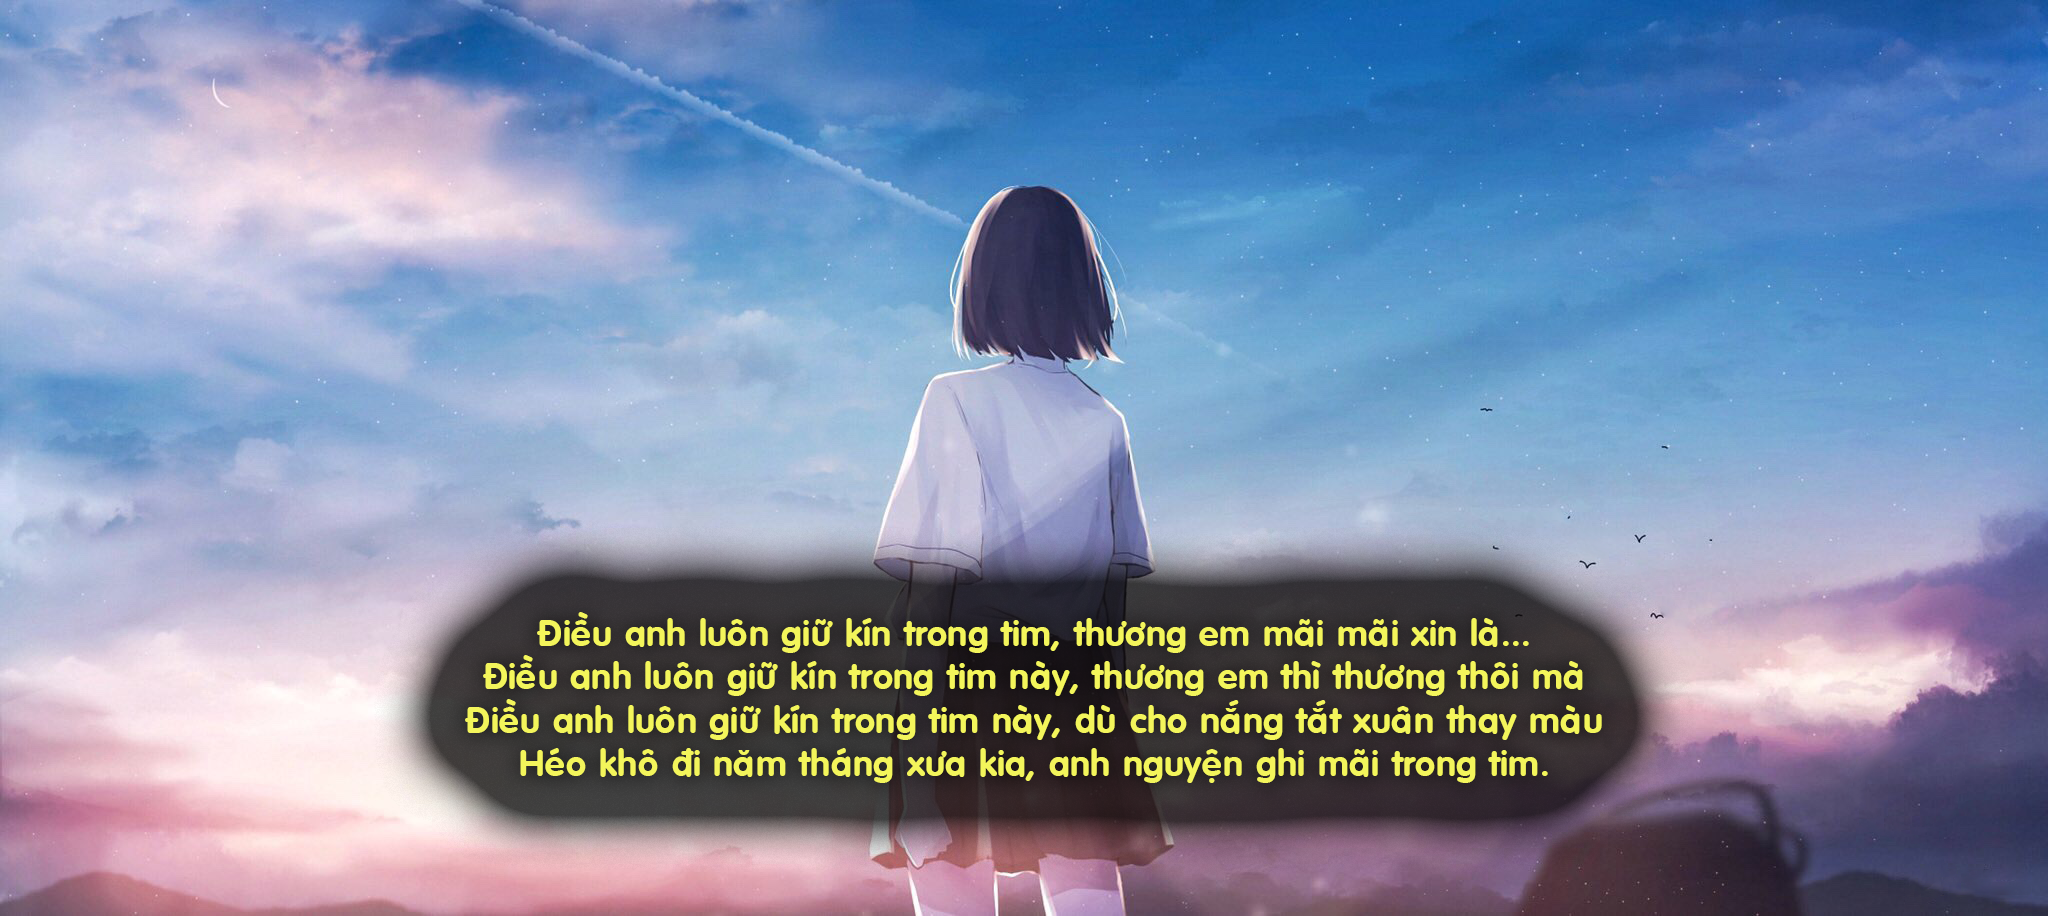 Điều anh luôn giữ kín trong tim, thương em mãi mãi xin là...
Điều anh luôn giữ kín trong tim này, thương em thì thương thôi mà
Điều anh luôn giữ kín trong tim này, dù cho nắng tắt xuân thay màu
Héo khô đi năm tháng xưa kia, anh nguyện ghi mãi trong tim.